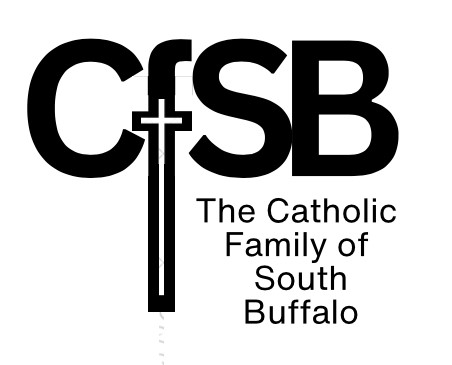 CfSB
The Catholic
Family of
South
Buffalo